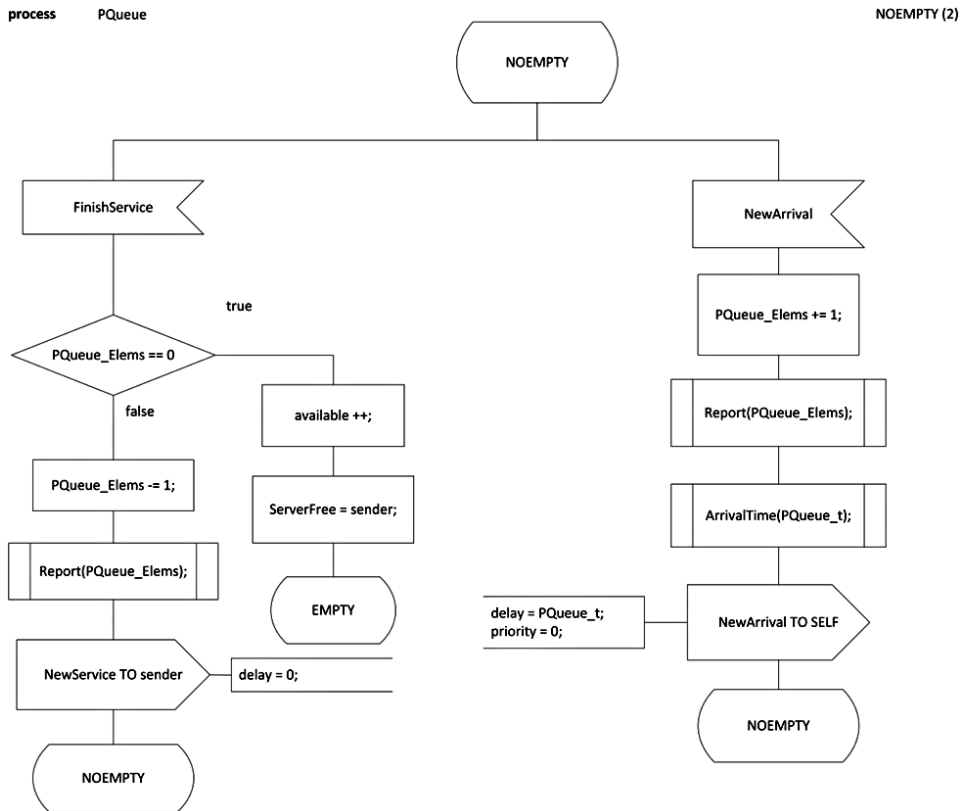 process PQueue NOEMPTY (2)
NOEMPTY
FinishService
true
PQueue_Elems == 0
false
available ++;
PQueue_Elems -= 1;
ServerFree = sender;
Report(PQueue_Elems);
EMPTY
NewService TO sender
delay = 0;
NOEMPTY
NewArrival
PQueue_Elems += 1;
Report(PQueue_Elems);
ArrivalTime(PQueue_t);
delay = PQueue_t;
priority = 0;
NewArrival TO SELF
NOEMPTY